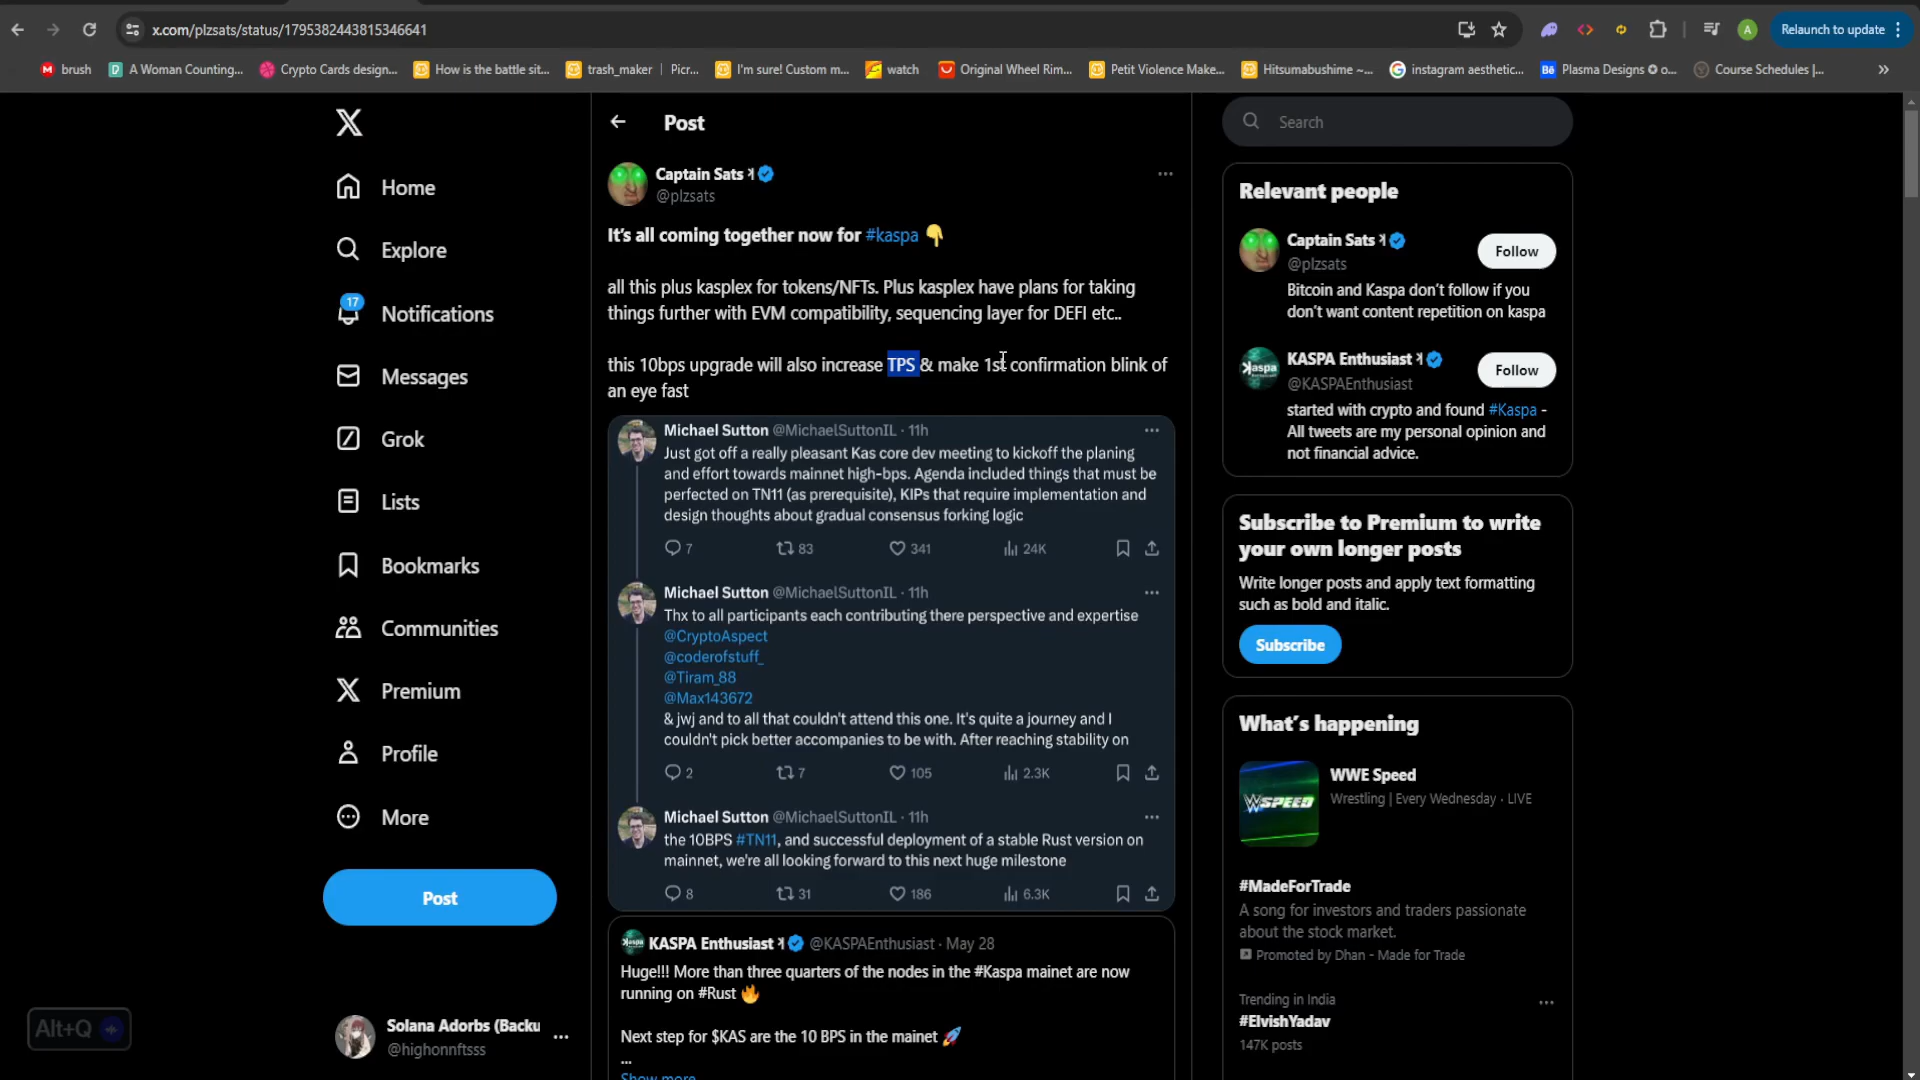 x.com/plzsats/status/1795382443815346641
Relaunch to update
A
brush
A Woman Counting...
Crypto Cards design...
How is the battle sit...
trash_maker | Picr...
I'm sure! Custom m...
watch
Original Wheel Rim...
Petit Violence Make...
Hitsumabushime ~...
instagram aesthetic...
Plasma Designs ✪ o...
Course Schedules |...
Home
Explore
17
Notifications
Messages
Grok
Lists
Bookmarks
Communities
Premium
Profile
More
Post
Solana Adorbs (Backu
@highonnftsss
Alt+Q
Post
Captain Sats
@plzsats
It's all coming together now for #kaspa 👇
all this plus kasplex for tokens/NFTs. Plus kasplex have plans for taking
things further with EVM compatibility, sequencing layer for DEFI etc..
this 10bps upgrade will also increase TPS & make 1st confirmation blink of
an eye fast
Michael Sutton @MichaelSuttonIL · 11h
Just got off a really pleasant Kas core dev meeting to kickoff the planing
and effort towards mainnet high-bps. Agenda included things that must be
perfected on TN11 (as prerequisite), KIPs that require implementation and
design thoughts about gradual consensus forking logic
7 83 341 24K
Michael Sutton @MichaelSuttonIL · 11h
Thx to all participants each contributing there perspective and expertise
@CryptoAspect
@coderofstuff_
@Tiram_88
@Max143672
& jwj and to all that couldn't attend this one. It's quite a journey and I
couldn't pick better accompanies to be with. After reaching stability on
2 7 105 2.3K
Michael Sutton @MichaelSuttonIL · 11h
the 10BPS #TN11, and successful deployment of a stable Rust version on
mainnet, we're all looking forward to this next huge milestone
8 31 186 6.3K
KASPA Enthusiast @KASPAEnthusiast · May 28
Huge!!! More than three quarters of the nodes in the #Kaspa mainet are now
running on #Rust 🔥
Next step for $KAS are the 10 BPS in the mainet 🚀
...
Show more
Search
Relevant people
Captain Sats
@plzsats
Follow
Bitcoin and Kaspa don't follow if you
don't want content repetition on kaspa
KASPA Enthusiast
@KASPAEnthusiast
Follow
started with crypto and found #Kaspa -
All tweets are my personal opinion and
not financial advice.
Subscribe to Premium to write
your own longer posts
Write longer posts and apply text formatting
such as bold and italic.
Subscribe
What's happening
WWE Speed
Wrestling | Every Wednesday · LIVE
SPEED
#MadeForTrade
A song for investors and traders passionate
about the stock market.
Promoted by Dhan - Made for Trade
Trending in India
#ElvishYadav
147K posts